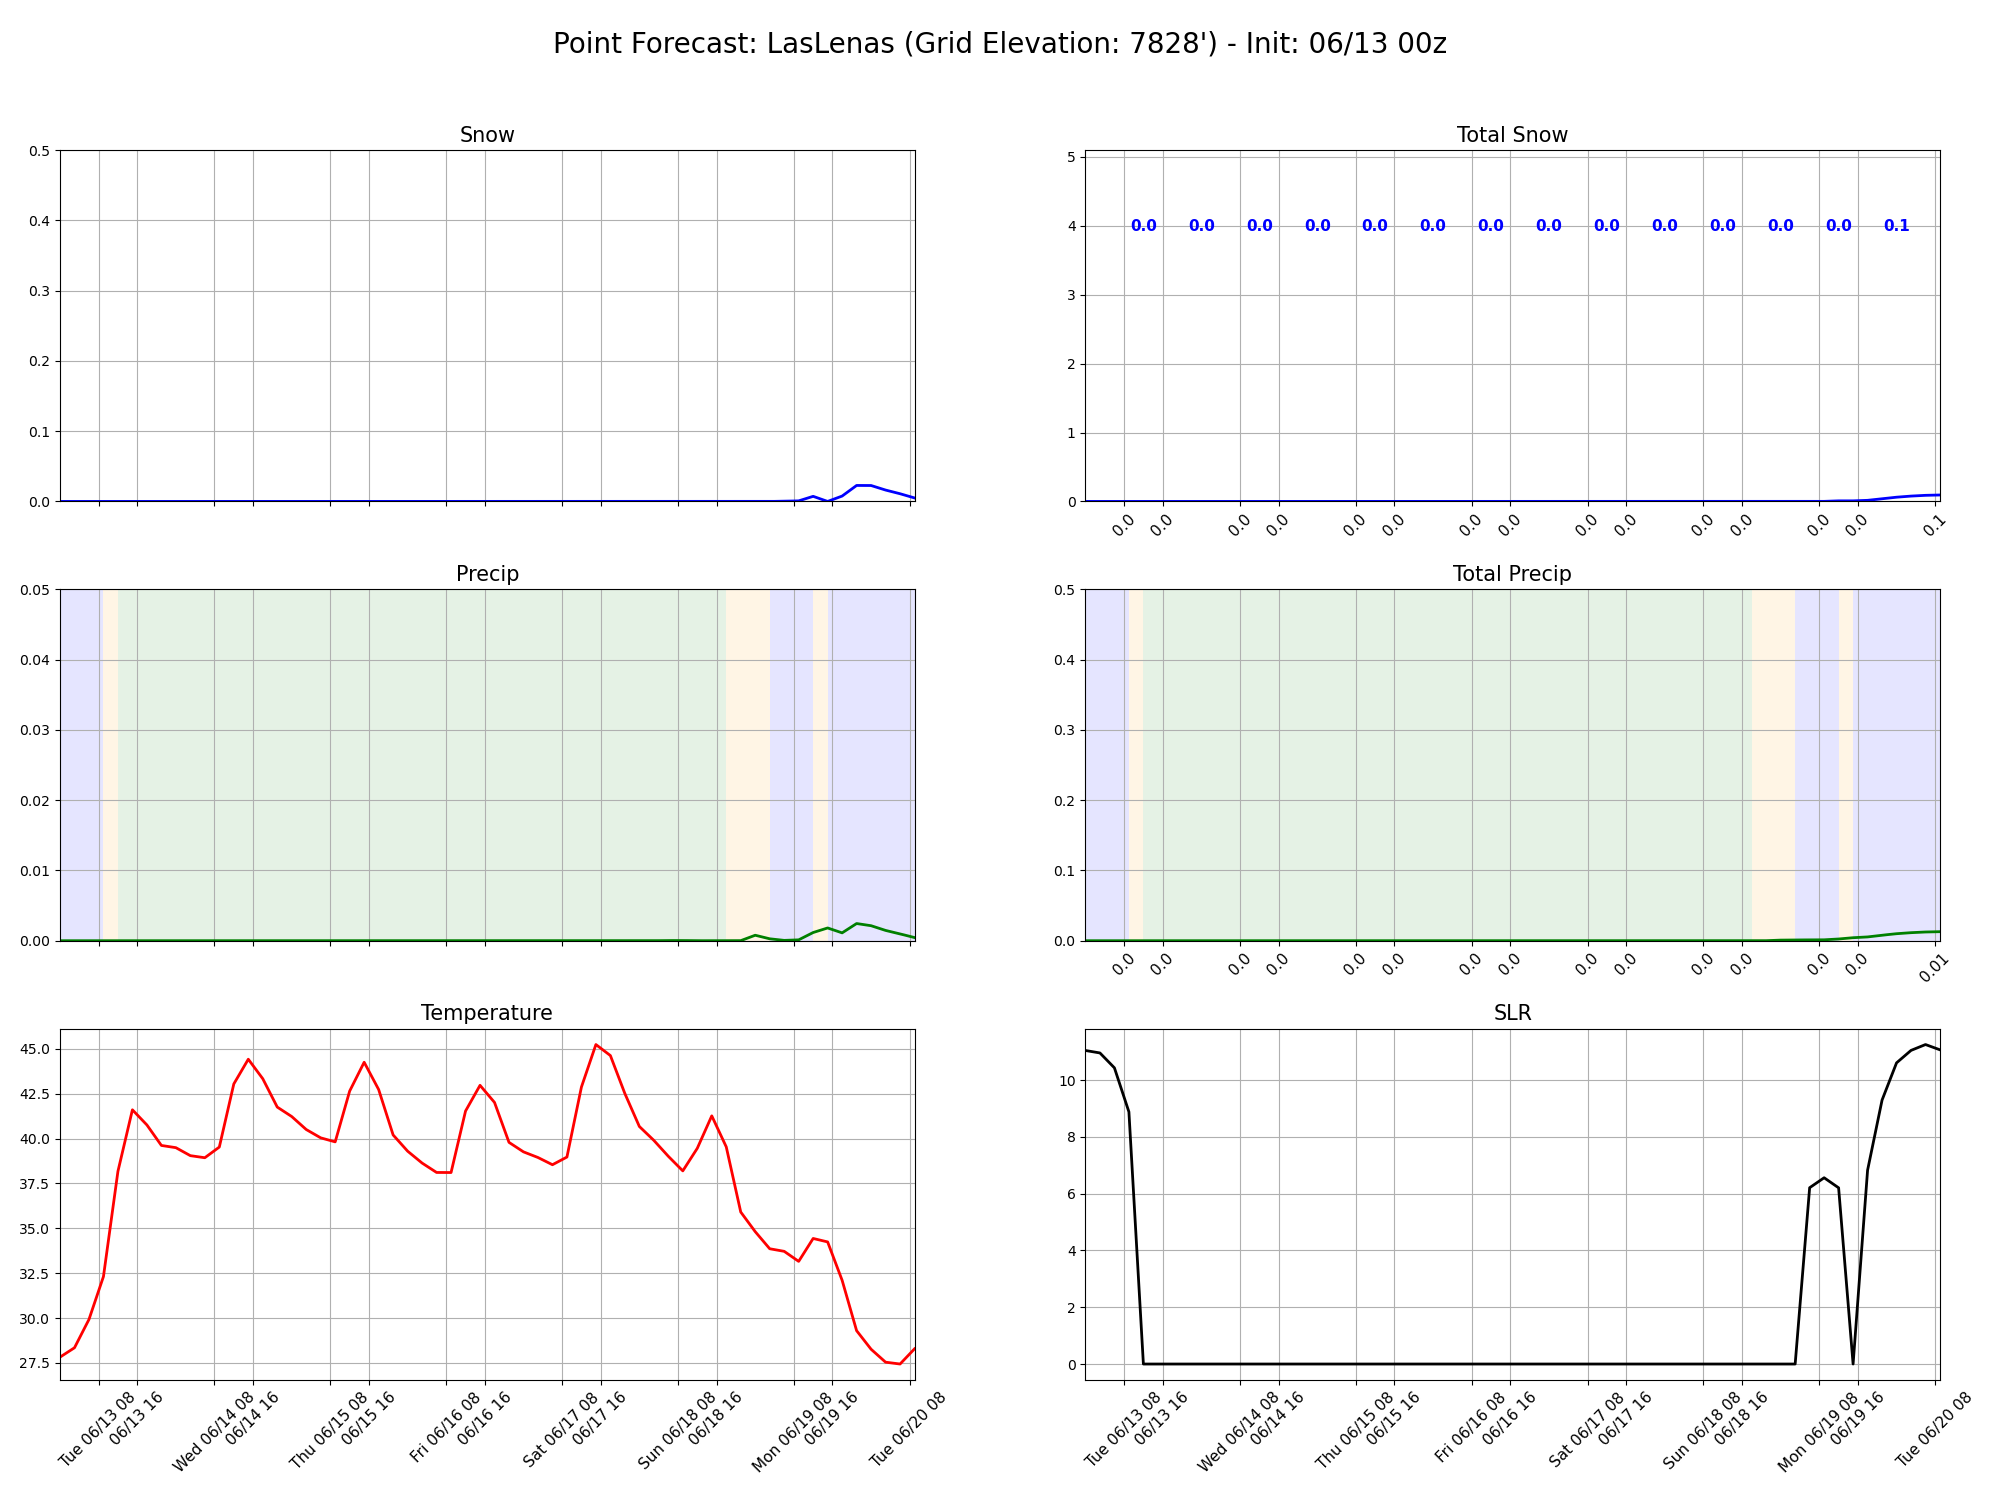 Point Forecast: LasLenas (Grid Elevation: 7828') - Init: 06/13 00z
Snow
0.5
0.4
0.3
0.2
0.1
0.0
Total Snow
5
4
3
2
1
0
0.0 0.0 0.0 0.0 0.0 0.0 0.0 0.0 0.0 0.0 0.0 0.0 0.0 0.1
0.0 0.0 0.0 0.0 0.0 0.0 0.0 0.0 0.0 0.0 0.0 0.0 0.0 0.0 0.1
Precip
0.05
0.04
0.03
0.02
0.01
0.00
Total Precip
0.5
0.4
0.3
0.2
0.1
0.0
0.0 0.0 0.0 0.0 0.0 0.0 0.0 0.0 0.0 0.0 0.0 0.0 0.0 0.0 0.01
Temperature
45.0
42.5
40.0
37.5
35.0
32.5
30.0
27.5
Tue 06/13 08
06/13 16
Wed 06/14 08
06/14 16
Thu 06/15 08
06/15 16
Fri 06/16 08
06/16 16
Sat 06/17 08
06/17 16
Sun 06/18 08
06/18 16
Mon 06/19 08
06/19 16
Tue 06/20 08
SLR
10
8
6
4
2
0
Tue 06/13 08
06/13 16
Wed 06/14 08
06/14 16
Thu 06/15 08
06/15 16
Fri 06/16 08
06/16 16
Sat 06/17 08
06/17 16
Sun 06/18 08
06/18 16
Mon 06/19 08
06/19 16
Tue 06/20 08